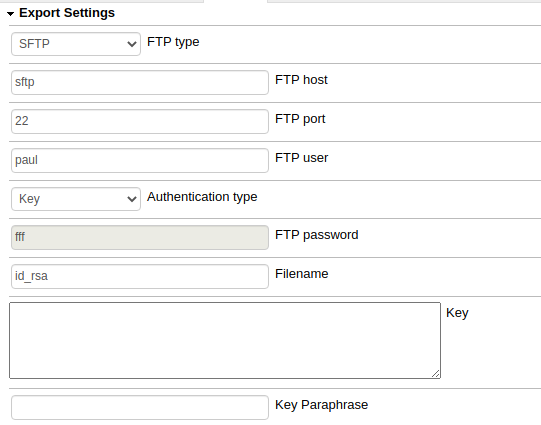 Export Settings
SFTP FTP type
sftp FTP host
22 FTP port
paul FTP user
Key Authentication type
fff FTP password
id_rsa Filename
Key
Key Paraphrase